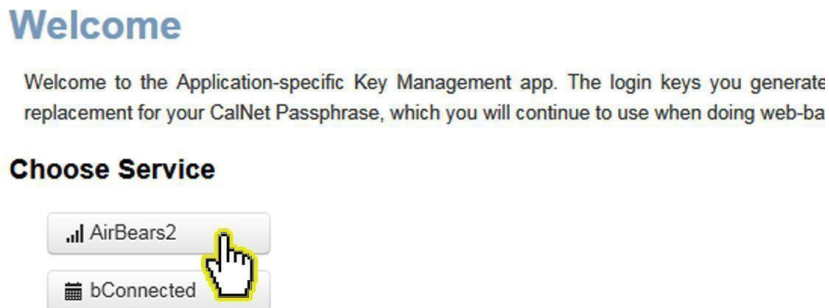 Welcome
Welcome to the Application-specific Key Management app. The login keys you generate
replacement for your CalNet Passphrase, which you will continue to use when doing web-ba
Choose Service
AirBears2
bConnected